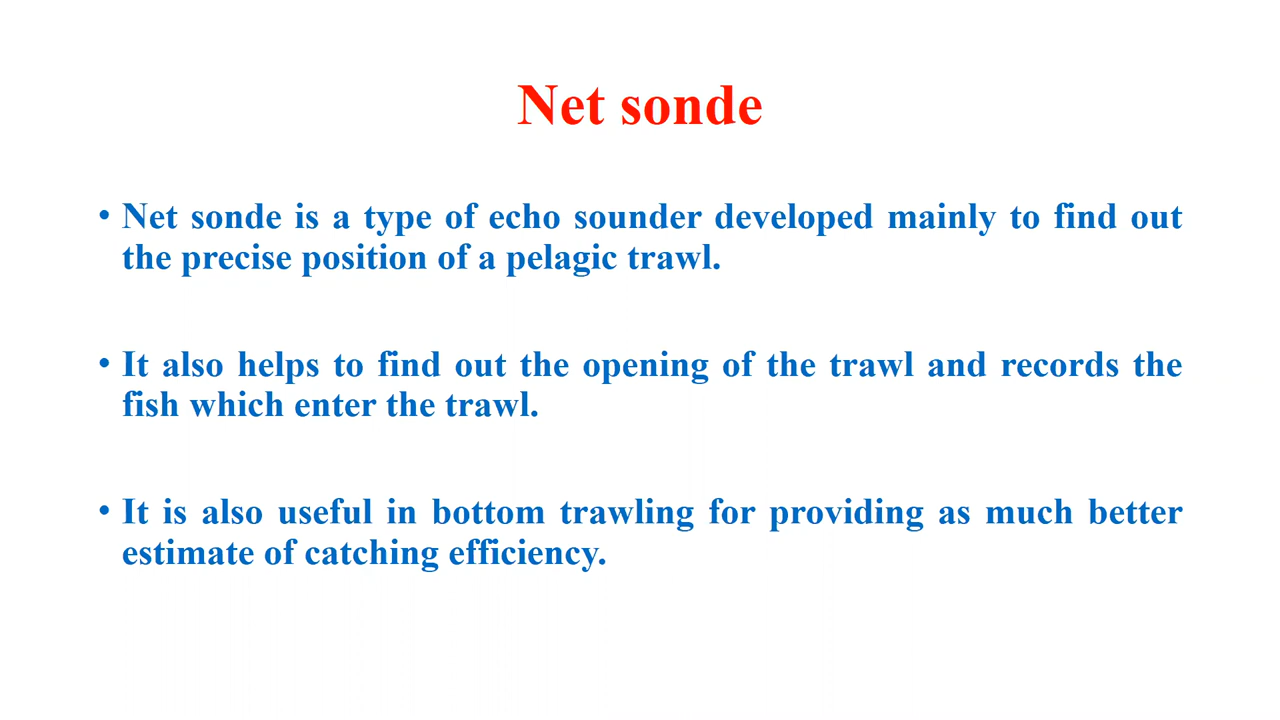 Net sonde
• Net sonde is a type of echo sounder developed mainly to find out
the precise position of a pelagic trawl.
• It also helps to find out the opening of the trawl and records the
fish which enter the trawl.
• It is also useful in bottom trawling for providing as much better
estimate of catching efficiency.